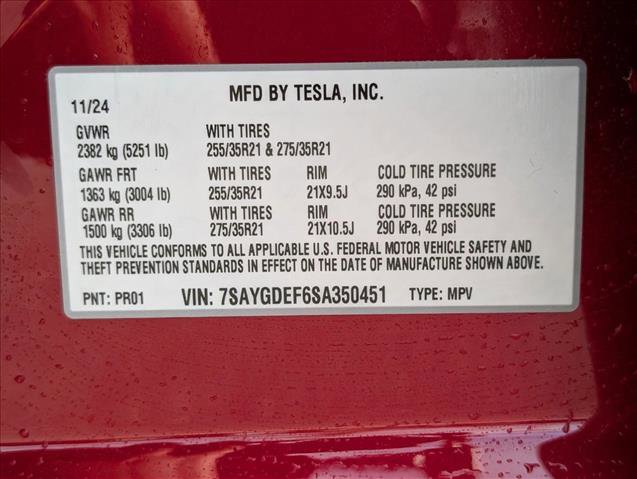 MFD BY TESLA, INC.
11/24
GVWR WITH TIRES
2382 kg (5251 lb) 255/35R21 & 275/35R21
GAWR FRT WITH TIRES RIM COLD TIRE PRESSURE
1363 kg (3004 lb) 255/35R21 21X9.5J 290 kPa, 42 psi
GAWR RR WITH TIRES RIM COLD TIRE PRESSURE
1500 kg (3306 lb) 275/35R21 21X10.5J 290 kPa, 42 psi
THIS VEHICLE CONFORMS TO ALL APPLICABLE U.S. FEDERAL MOTOR VEHICLE SAFETY AND
THEFT PREVENTION STANDARDS IN EFFECT ON THE DATE OF MANUFACTURE SHOWN ABOVE.
PNT: PR01 VIN: 7SAYGDEF6SA350451 TYPE: MPV